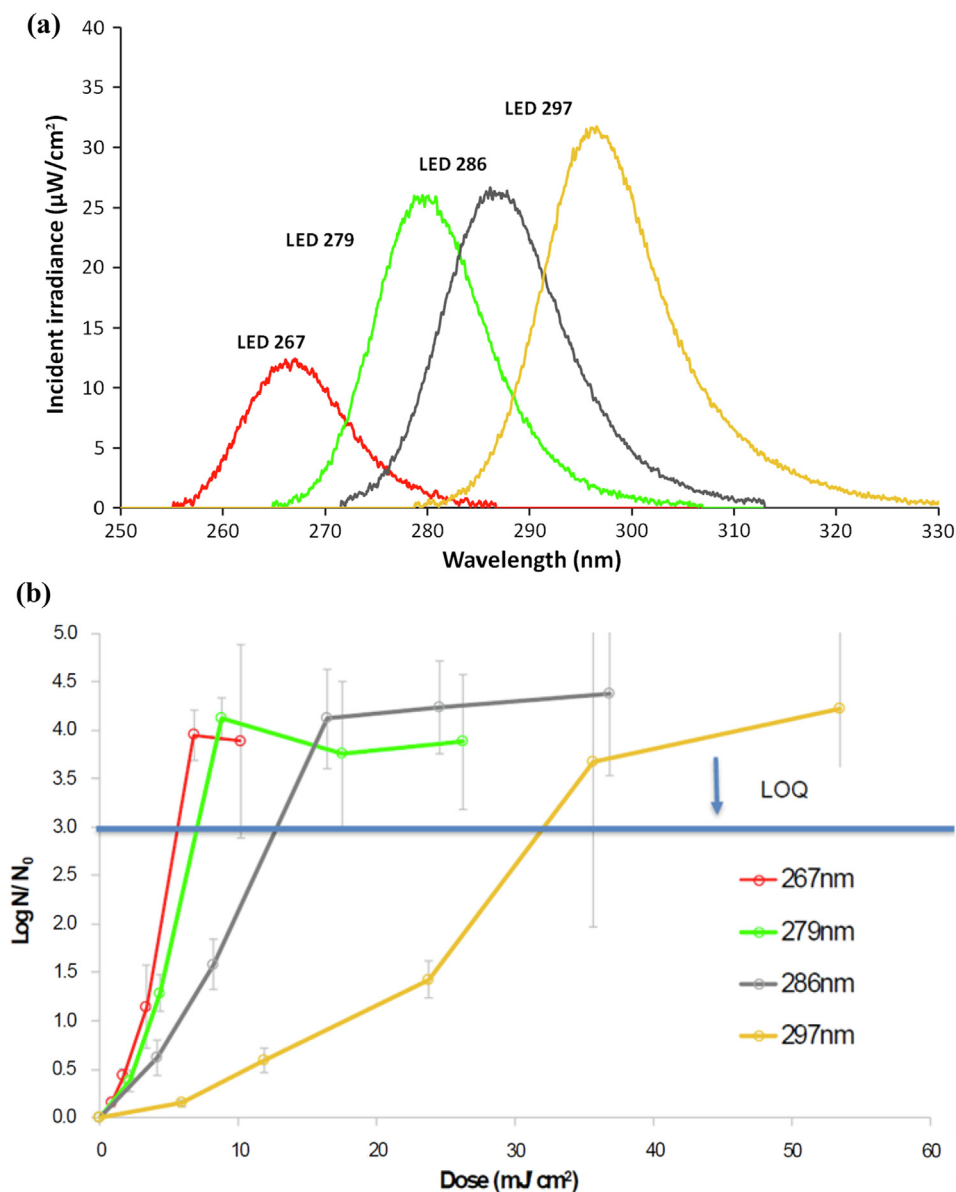 (a)
40
35
30
25
20
15
10
5
0
Incident irradiance (µW/cm²)
LED 267
LED 279
LED 286
LED 297
250 260 270 280 290 300 310 320 330
Wavelength (nm)
(b)
5.0
4.5
4.0
3.5
3.0
2.5
2.0
1.5
1.0
0.5
0.0
Log N/ N₀
LOQ
267nm
279nm
286nm
297nm
0 10 20 30 40 50 60
Dose (mJ/ cm²)